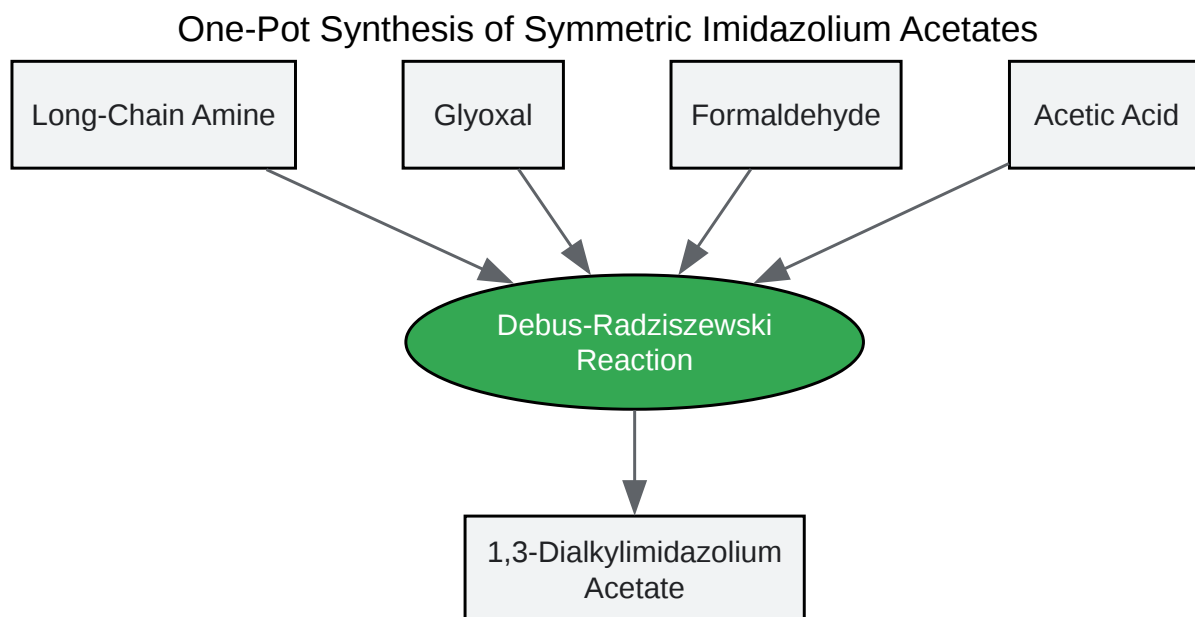 One-Pot Synthesis of Symmetric Imidazolium Acetates
Long-Chain Amine
Glyoxal
Formaldehyde
Acetic Acid
Debus-Radziszewski
Reaction
1,3-Dialkylimidazolium
Acetate